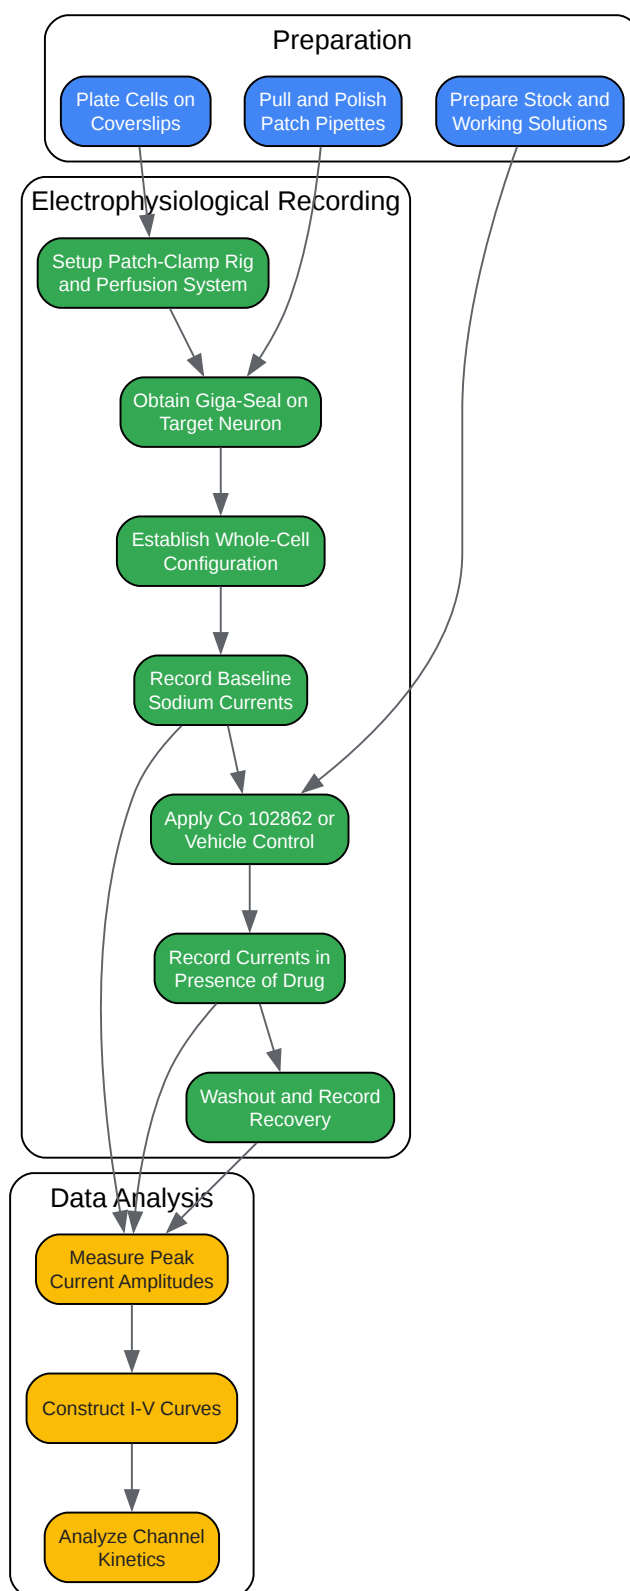 Preparation
Plate Cells on
Coverslips
Pull and Polish
Patch Pipettes
Prepare Stock and
Working Solutions
Electrophysiological Recording
Setup Patch-Clamp Rig
and Perfusion System
Obtain Giga-Seal on
Target Neuron
Establish Whole-Cell
Configuration
Record Baseline
Sodium Currents
Apply Co 102862 or
Vehicle Control
Record Currents in
Presence of Drug
Washout and Record
Recovery
Data Analysis
Measure Peak
Current Amplitudes
Construct I-V Curves
Analyze Channel
Kinetics